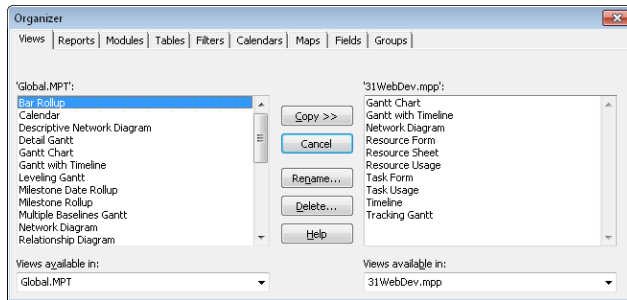 Organizer
Views Reports Modules Tables Filters Calendars Maps Fields Groups
'Global.MPT':
Bar Rollup
Calendar
Descriptive Network Diagram
Detail Gantt
Gantt Chart
Gantt with Timeline
Leveling Gantt
Milestone Date Rollup
Milestone Rollup
Multiple Baselines Gantt
Network Diagram
Relationship Diagram
Copy >>
Cancel
Rename...
Delete...
Help
'31WebDev.mpp':
Gantt Chart
Gantt with Timeline
Network Diagram
Resource Form
Resource Sheet
Resource Usage
Task Form
Task Usage
Timeline
Tracking Gantt
Views available in:
Global.MPT
Views available in:
31WebDev.mpp